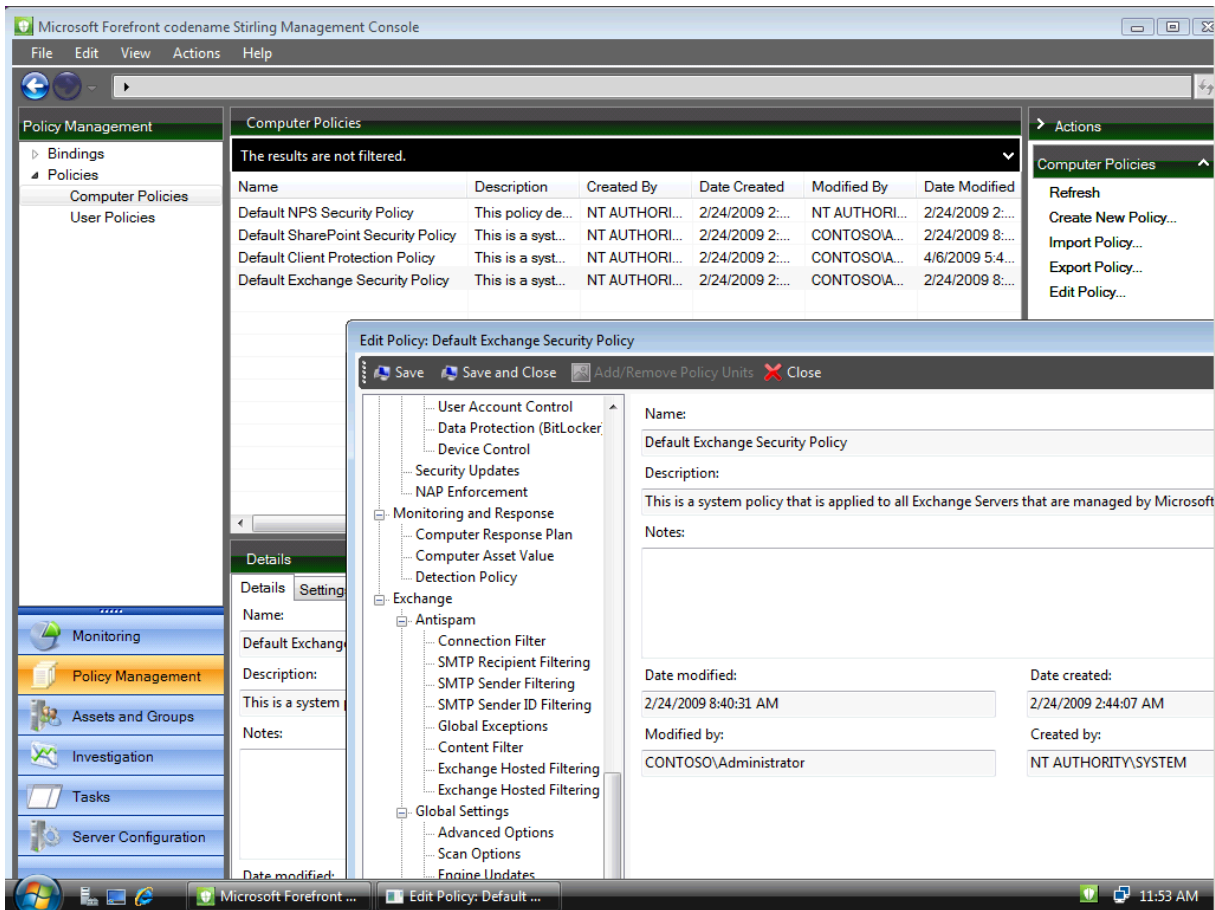 Microsoft Forefront codename Stirling Management Console
File Edit View Actions Help
Policy Management
Bindings
Policies
Computer Policies
User Policies
Computer Policies
The results are not filtered.
Name Description Created By Date Created Modified By Date Modified
Default NPS Security Policy This policy de... NT AUTHORI... 2/24/2009 2:... NT AUTHORI... 2/24/2009 2:...
Default SharePoint Security Policy This is a syst... NT AUTHORI... 2/24/2009 2:... CONTOSO\A... 2/24/2009 8:...
Default Client Protection Policy This is a syst... NT AUTHORI... 2/24/2009 2:... CONTOSO\A... 4/6/2009 5:4...
Default Exchange Security Policy This is a syst... NT AUTHORI... 2/24/2009 2:... CONTOSO\A... 2/24/2009 8:...
Actions
Computer Policies
Refresh
Create New Policy...
Import Policy...
Export Policy...
Edit Policy...
Edit Policy: Default Exchange Security Policy
Save Save and Close Add/Remove Policy Units Close
User Account Control
Data Protection (BitLocker)
Device Control
Security Updates
NAP Enforcement
Monitoring and Response
Computer Response Plan
Computer Asset Value
Detection Policy
Exchange
Antispam
Connection Filter
SMTP Recipient Filtering
SMTP Sender Filtering
SMTP Sender ID Filtering
Global Exceptions
Content Filter
Exchange Hosted Filtering
Exchange Hosted Filtering
Global Settings
Advanced Options
Scan Options
Engine Updates
Name:
Default Exchange Security Policy
Description:
This is a system policy that is applied to all Exchange Servers that are managed by Microsoft
Notes:
Date modified: Date created:
2/24/2009 8:40:31 AM 2/24/2009 2:44:07 AM
Modified by: Created by:
CONTOSO\Administrator NT AUTHORITY\SYSTEM
Details
Details Setting
Name:
Default Exchang
Description:
This is a system
Notes:
Date modified:
Monitoring
Policy Management
Assets and Groups
Investigation
Tasks
Server Configuration
Microsoft Forefront ... Edit Policy: Default ... 11:53 AM